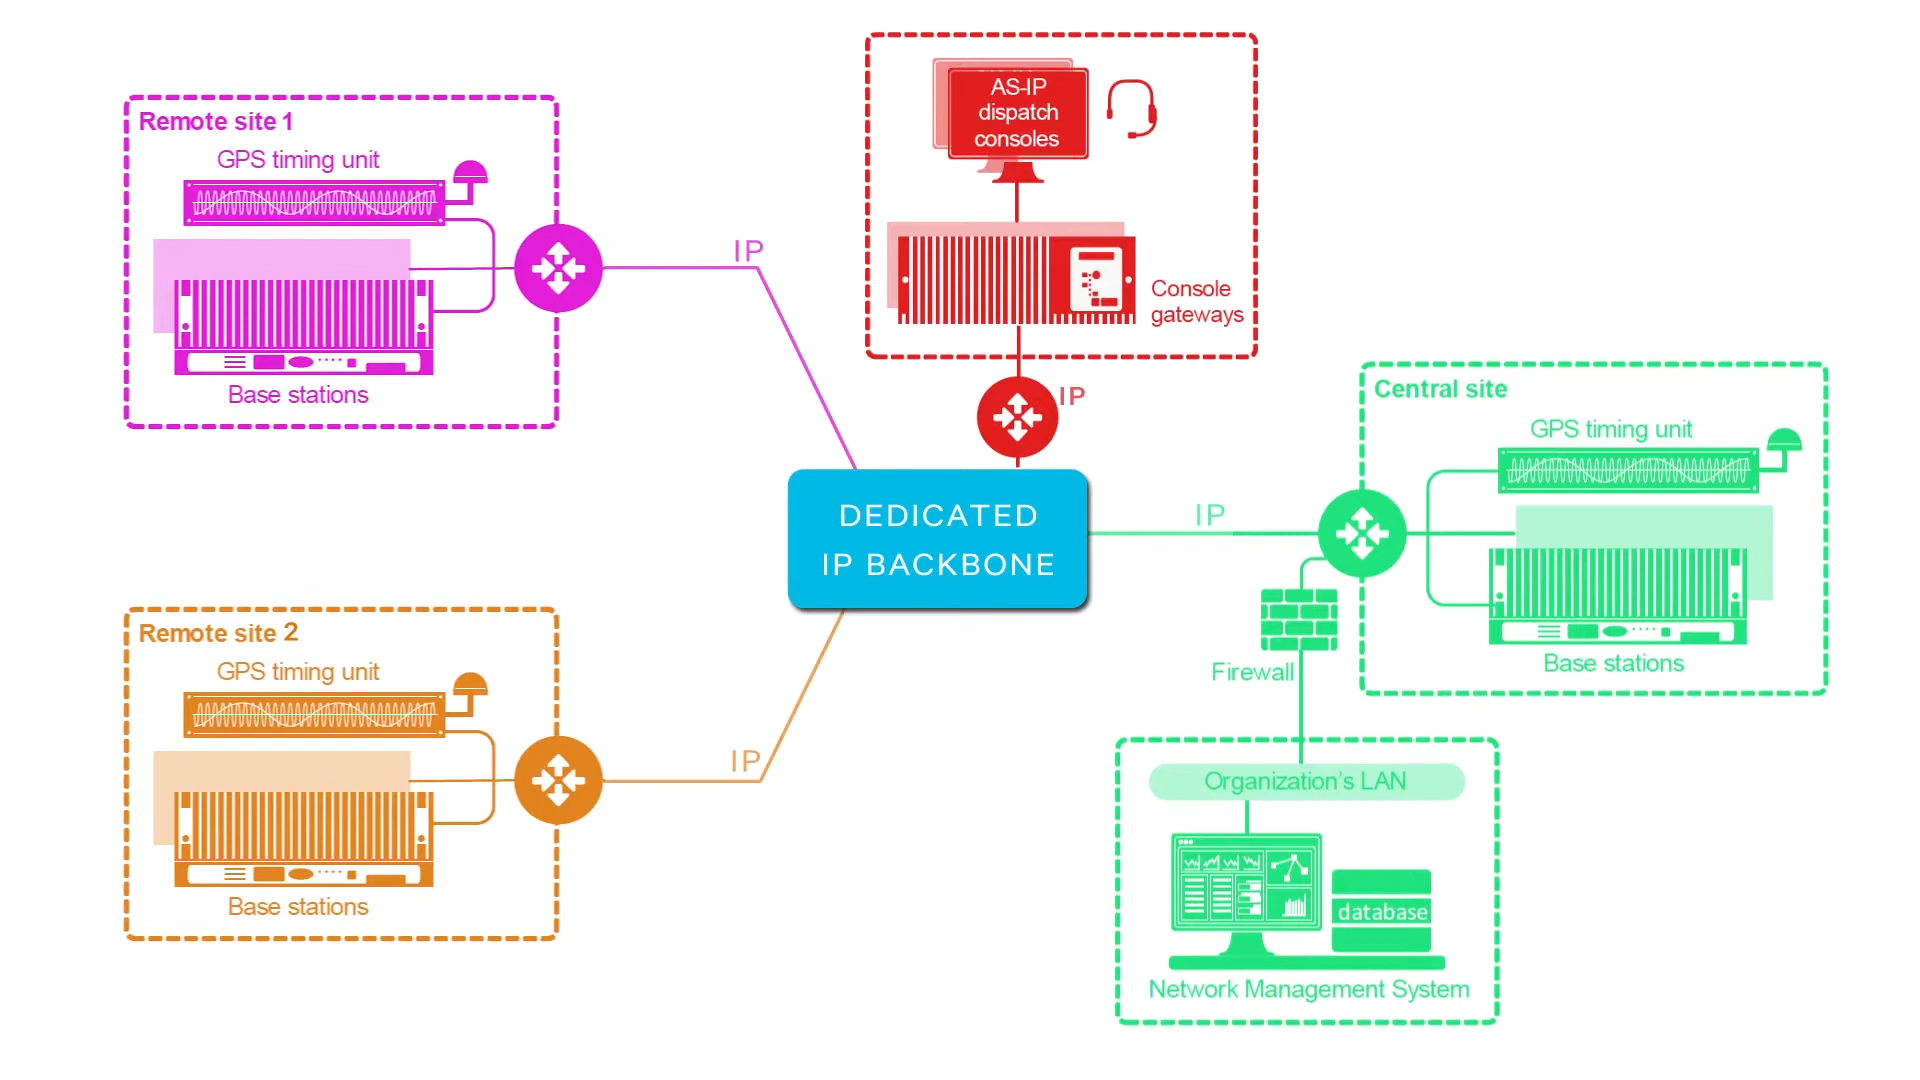 Remote site 1
GPS timing unit
Base stations
IP
AS-IP
dispatch
consoles
Console
gateways
IP
DEDICATED
IP BACKBONE
IP
Central site
GPS timing unit
Base stations
Firewall
Organization's LAN
database
Network Management System
Remote site 2
GPS timing unit
Base stations
IP